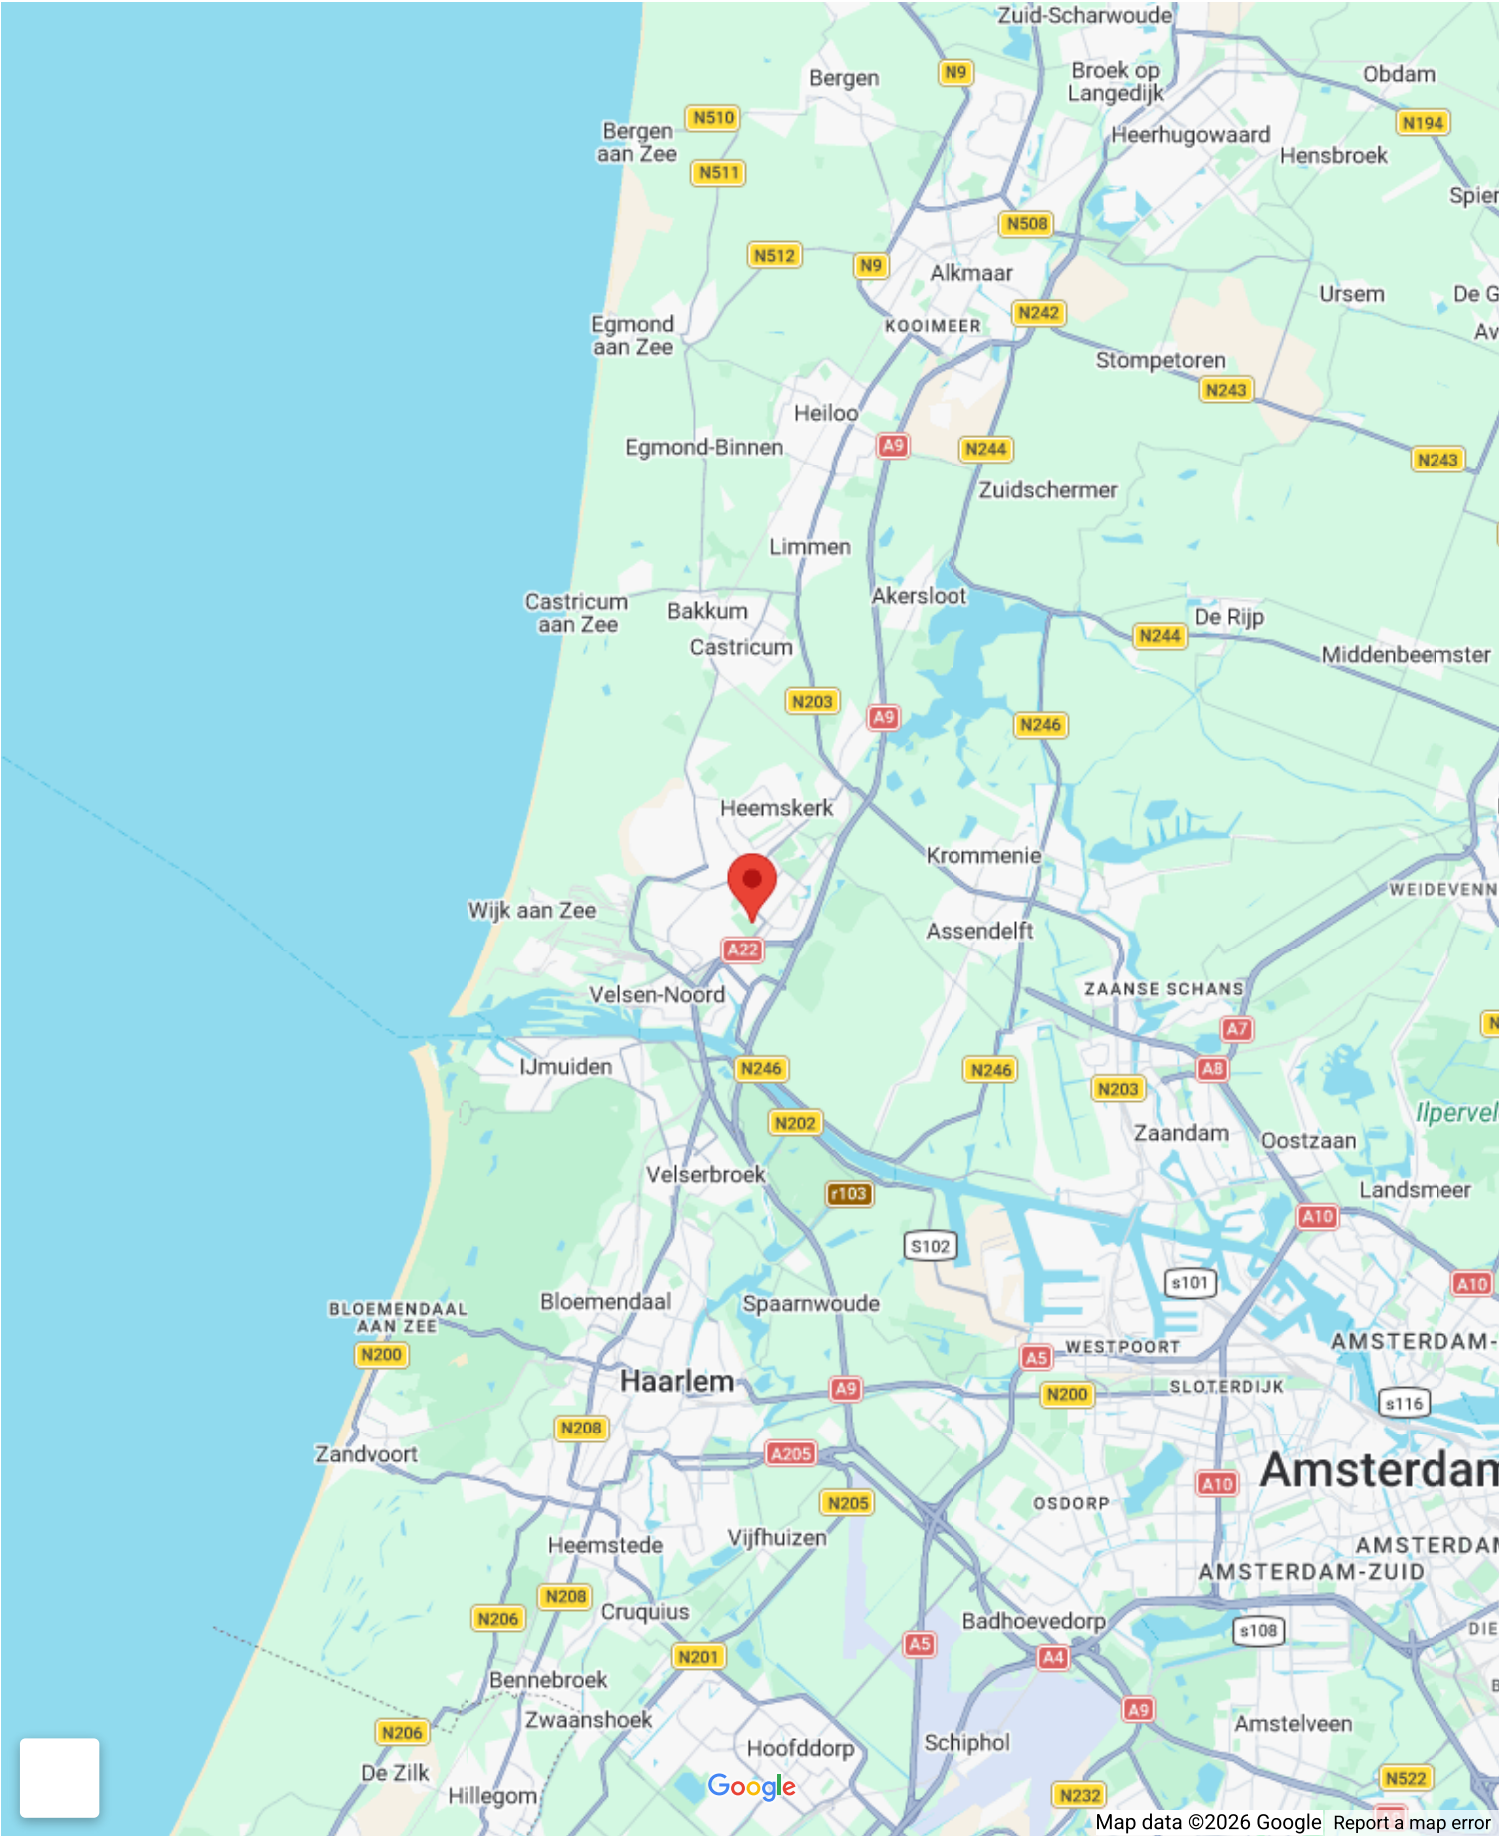 Zuid-Scharwoude
N9
Bergen
Broek op
Langedijk
Obdam
N510
N194
Bergen
aan Zee
Heerhugowaard
Hensbroek
N511
Spier
N508
N512
N9
Alkmaar
Ursem
De G
N242
Egmond
aan Zee
KOOIMEER
Av
Stompetoren
N243
Heiloo
Egmond-Binnen
A9
N244
N243
Zuidschermer
Limmen
Akersloot
Castricum
aan Zee
Bakkum
De Rijp
N244
Castricum
Middenbeemster
N203
A9
N246
Heemskerk
Krommenie
WEIDEVENN
Wijk aan Zee
Assendelft
A22
Velsen-Noord
ZAANSE SCHANS
N
A7
IJmuiden
N246
N246
A8
N203
Ilpervel
N202
Zaandam
Oostzaan
Velserbroek
r103
Landsmeer
A10
S102
s101
A10
BLOEMENDAAL
AAN ZEE
Bloemendaal
Spaarnwoude
N200
A5
WESTPOORT
AMSTERDAM-
Haarlem
A9
N200
SLOTERDIJK
s116
N208
Zandvoort
A205
Amsterdam
A10
N205
OSDORP
Heemstede
Vijfhuizen
AMSTERDAM
AMSTERDAM-ZUID
N208
N206
Cruquius
Badhoevedorp
s108
DIE
A5
N201
A4
Bennebroek
A9
Zwaanshoek
N206
Schiphol
Amstelveen
Hoofddorp
De Zilk
Hillegom
Google
N522
N232
Map data ©2026 Google
Report a map error